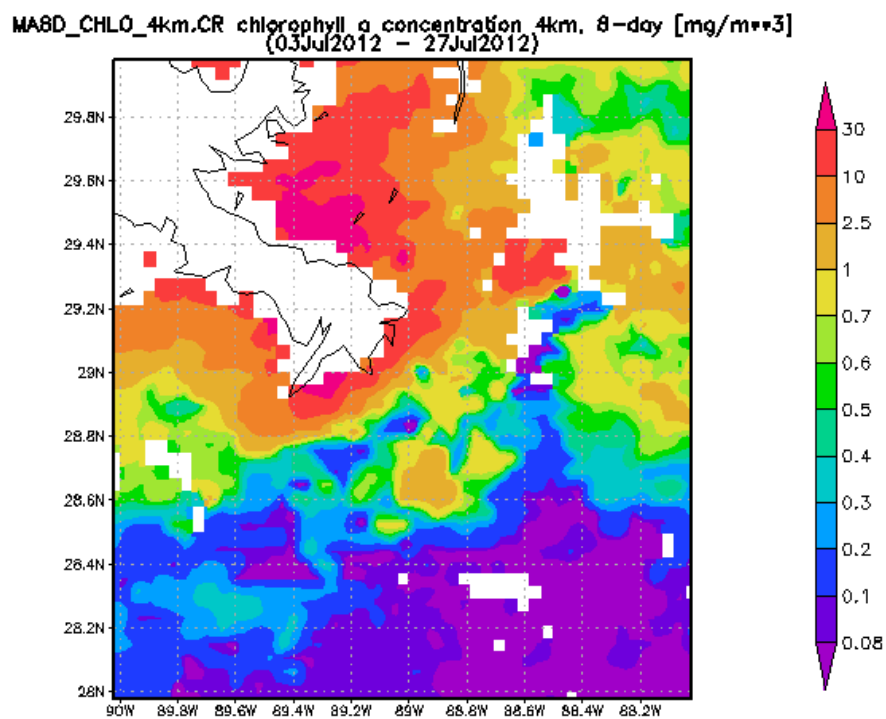 MA8D_CHLO_4km.CR chlorophyll a concentration 4km, 8-day [mg/m**3]
(03Jul2012 - 27Jul2012)
29.8N
29.6N
29.4N
29.2N
29N
28.8N
28.6N
28.4N
28.2N
28N
90W 89.8W 89.6W 89.4W 89.2W 89W 88.8W 88.6W 88.4W 88.2W
30
10
2.5
1
0.7
0.6
0.5
0.4
0.3
0.2
0.1
0.08